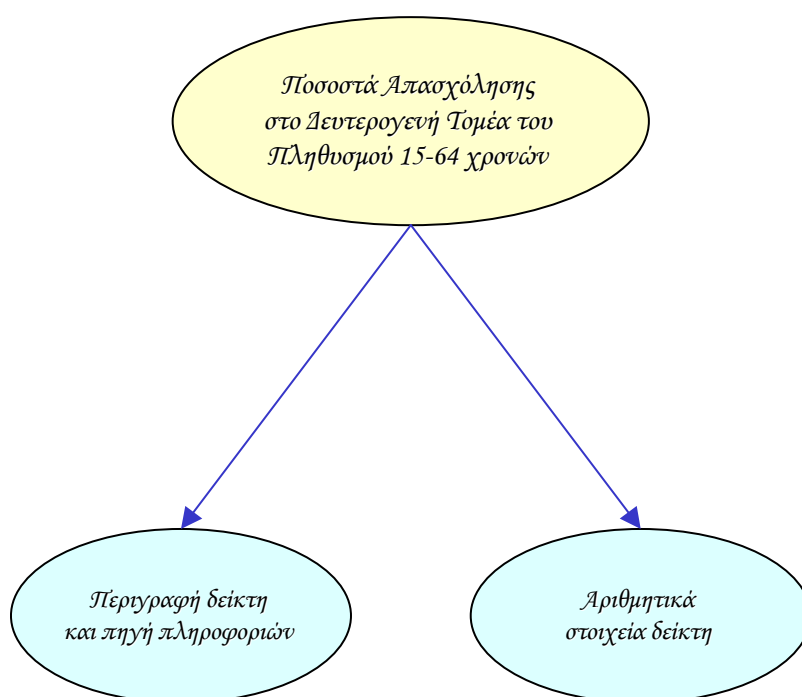 Ποσοστά Απασχόλησης
στο Δευτερογενή Τομέα του
Πληθυσμού 15-64 χρονών
Περιγραφή δείκτη
και πηγή πληροφοριών
Αριθμητικά
στοιχεία δείκτη